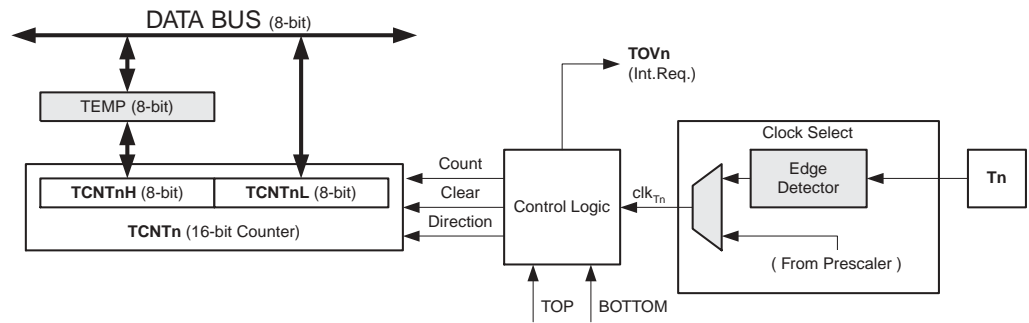 DATA BUS (8-bit)
TOVn
(Int.Req.)
TEMP (8-bit)
Clock Select
Count
Edge
Detector
TCNTnH (8-bit) TCNTnL (8-bit)
Clear
Control Logic
clkTn
Tn
TCNTn (16-bit Counter)
Direction
( From Prescaler )
TOP
BOTTOM